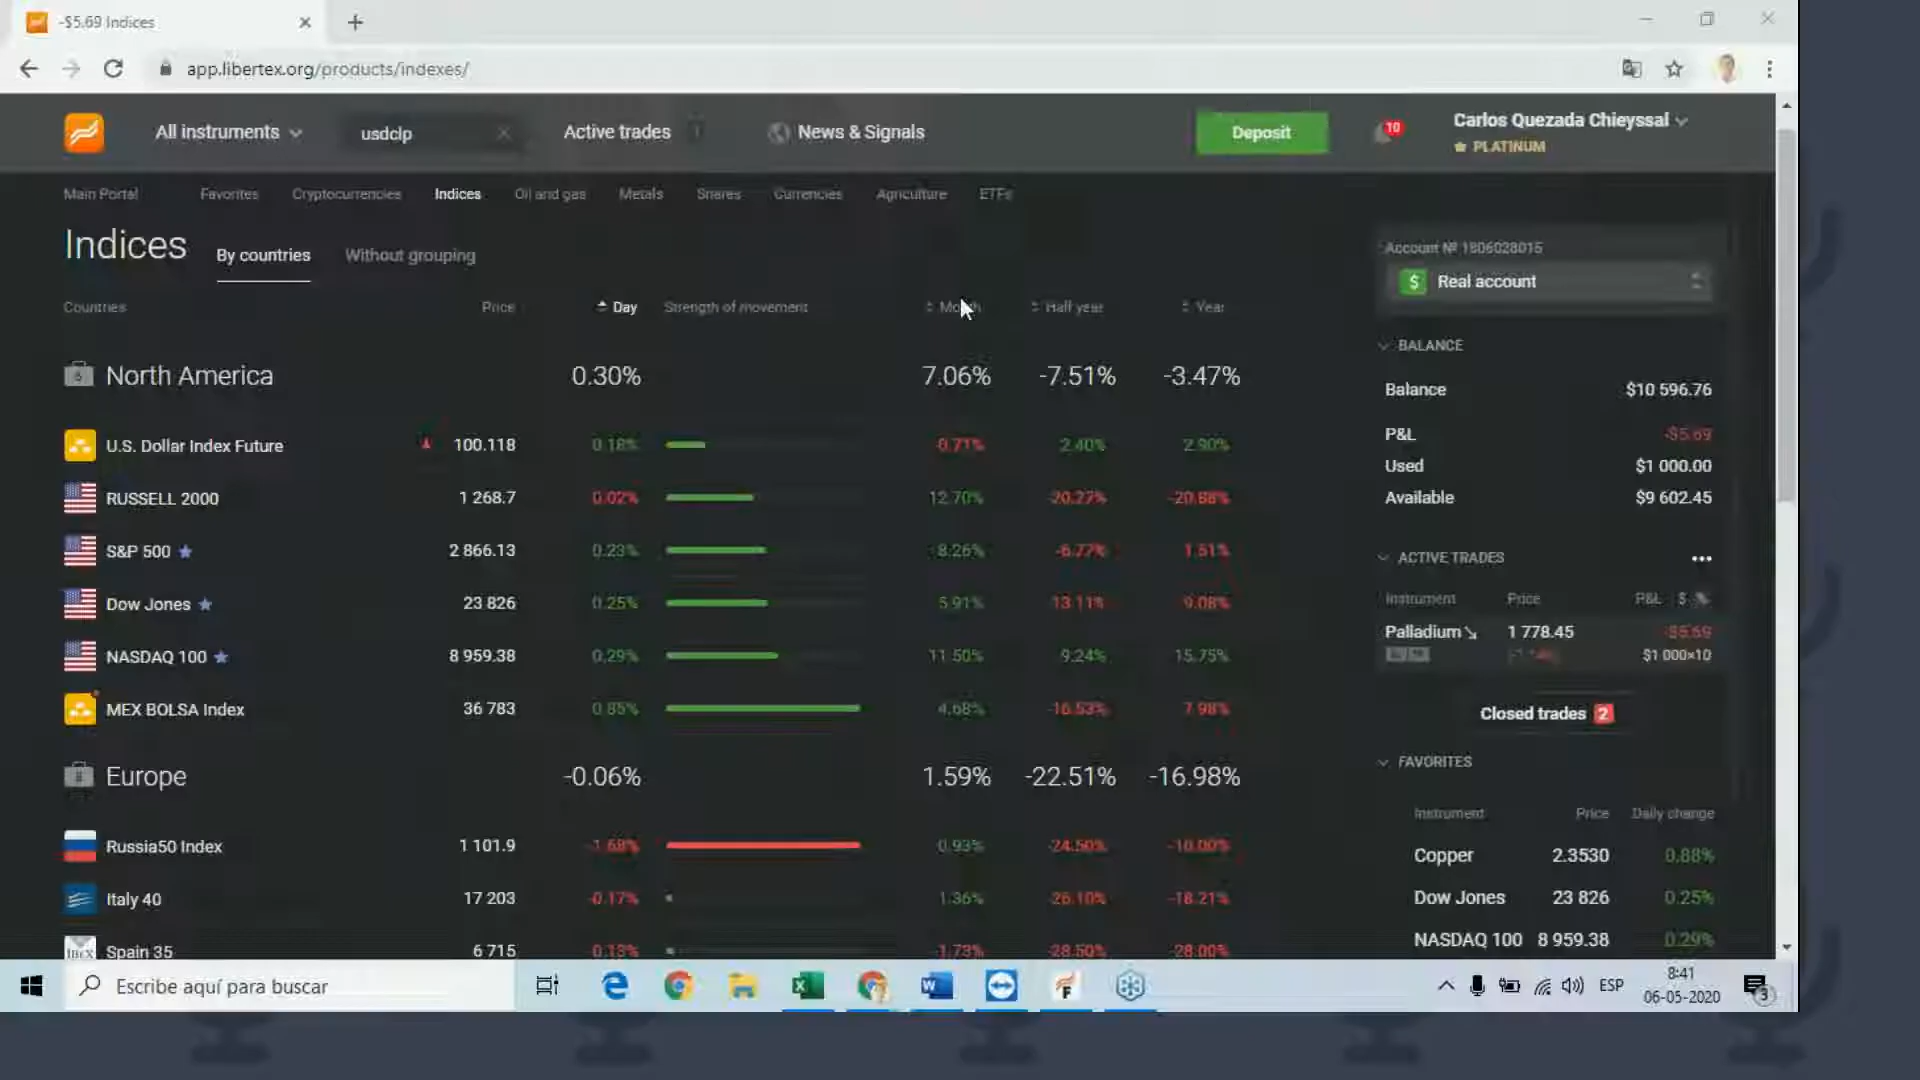 -$5.69 Indices
app.libertex.org/products/indexes/
All instruments
usdclp
Active trades
News & Signals
Deposit
10
Carlos Quezada Chieyssal
PLATINUM
Main Portal
Favorites
Cryptocurrencies
Indices
Oil and gas
Metals
Shares
Currencies
Agriculture
ETFs
Indices
By countries
Without grouping
Countries Price Day Strength of movement Month Half year Year
North America 0.30% 7.06% -7.51% -3.47%
U.S. Dollar Index Future 100.118 0.18% -0.71% 2.40% 2.90%
RUSSELL 2000 1 268.7 0.02% 12.70% -20.27% -20.88%
S&P 500 2 866.13 0.23% 8.26% -6.77% 1.51%
Dow Jones 23 826 0.25% 5.91% 13.11% 9.08%
NASDAQ 100 8 959.38 0.29% 11.50% 9.24% 15.75%
MEX BOLSA Index 36 783 0.85% 4.68% -16.53% 7.98%
Europe -0.06% 1.59% -22.51% -16.98%
Russia50 Index 1 101.9 -1.68% 0.93% -24.50% -10.00%
Italy 40 17 203 -0.17% 1.36% -26.10% -18.21%
Spain 35 6 715 0.13% -1.73% -28.50% -28.00%
Account № 1806028015
$ Real account
BALANCE
Balance $10 596.76
P&L -$5.69
Used $1 000.00
Available $9 602.45
ACTIVE TRADES
Instrument Price P&L $ %
Palladium 1 778.45 -$5.69
$1 000×10
Closed trades 2
FAVORITES
Instrument Price Daily change
Copper 2.3530 0.88%
Dow Jones 23 826 0.25%
NASDAQ 100 8 959.38 0.29%
Escribe aquí para buscar
ESP
8:41
06-05-2020
3